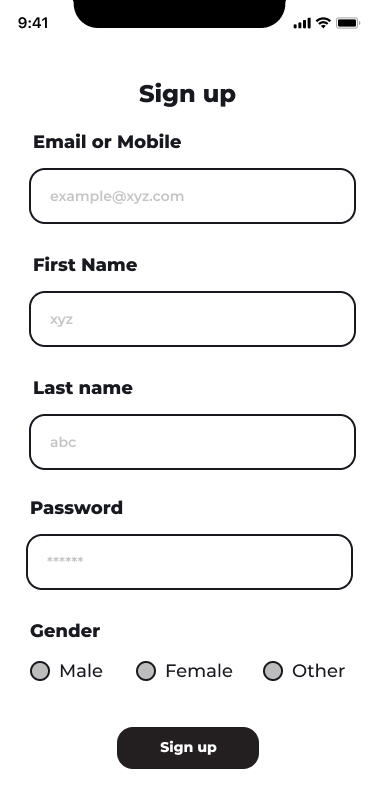 9:41
Sign up
Email or Mobile
example@xyz.com
First Name
xyz
Last name
abc
Password
******
Gender
Male Female Other
Sign up